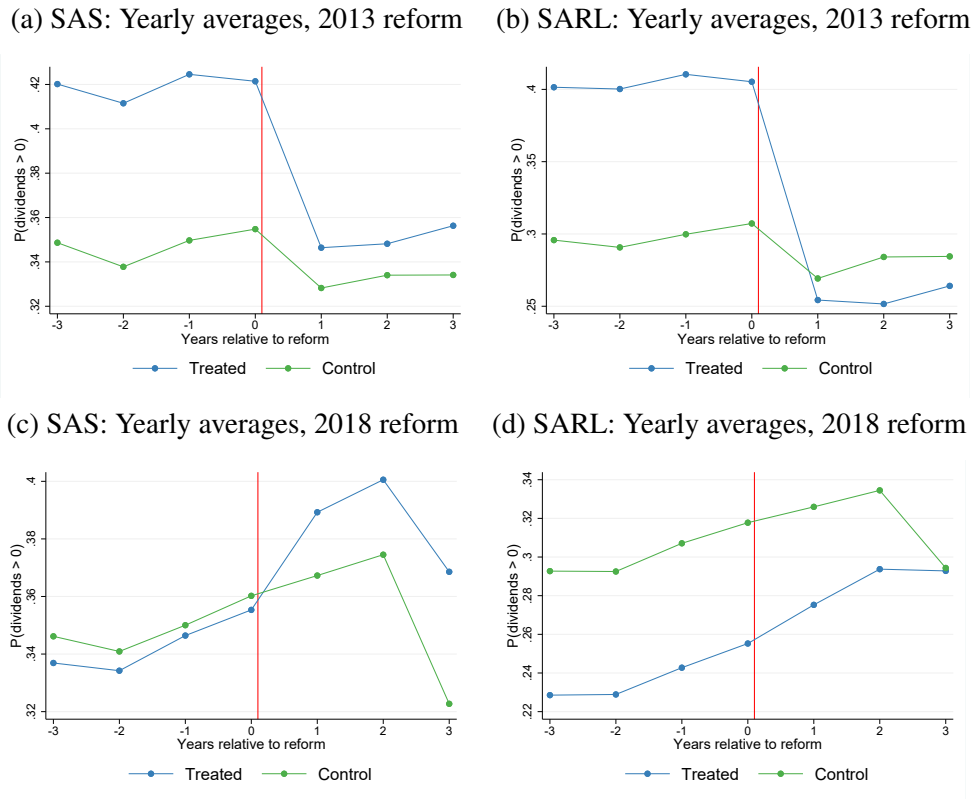 (a) SAS: Yearly averages, 2013 reform
P(dividends > 0)
.42
.4
.38
.36
.34
.32
-3 -2 -1 0 1 2 3
Years relative to reform
Treated Control
(b) SARL: Yearly averages, 2013 reform
P(dividends > 0)
.4
.35
.3
.25
-3 -2 -1 0 1 2 3
Years relative to reform
Treated Control
(c) SAS: Yearly averages, 2018 reform
P(dividends > 0)
.4
.38
.36
.34
.32
-3 -2 -1 0 1 2 3
Years relative to reform
Treated Control
(d) SARL: Yearly averages, 2018 reform
P(dividends > 0)
.34
.32
.3
.28
.26
.24
.22
-3 -2 -1 0 1 2 3
Years relative to reform
Treated Control